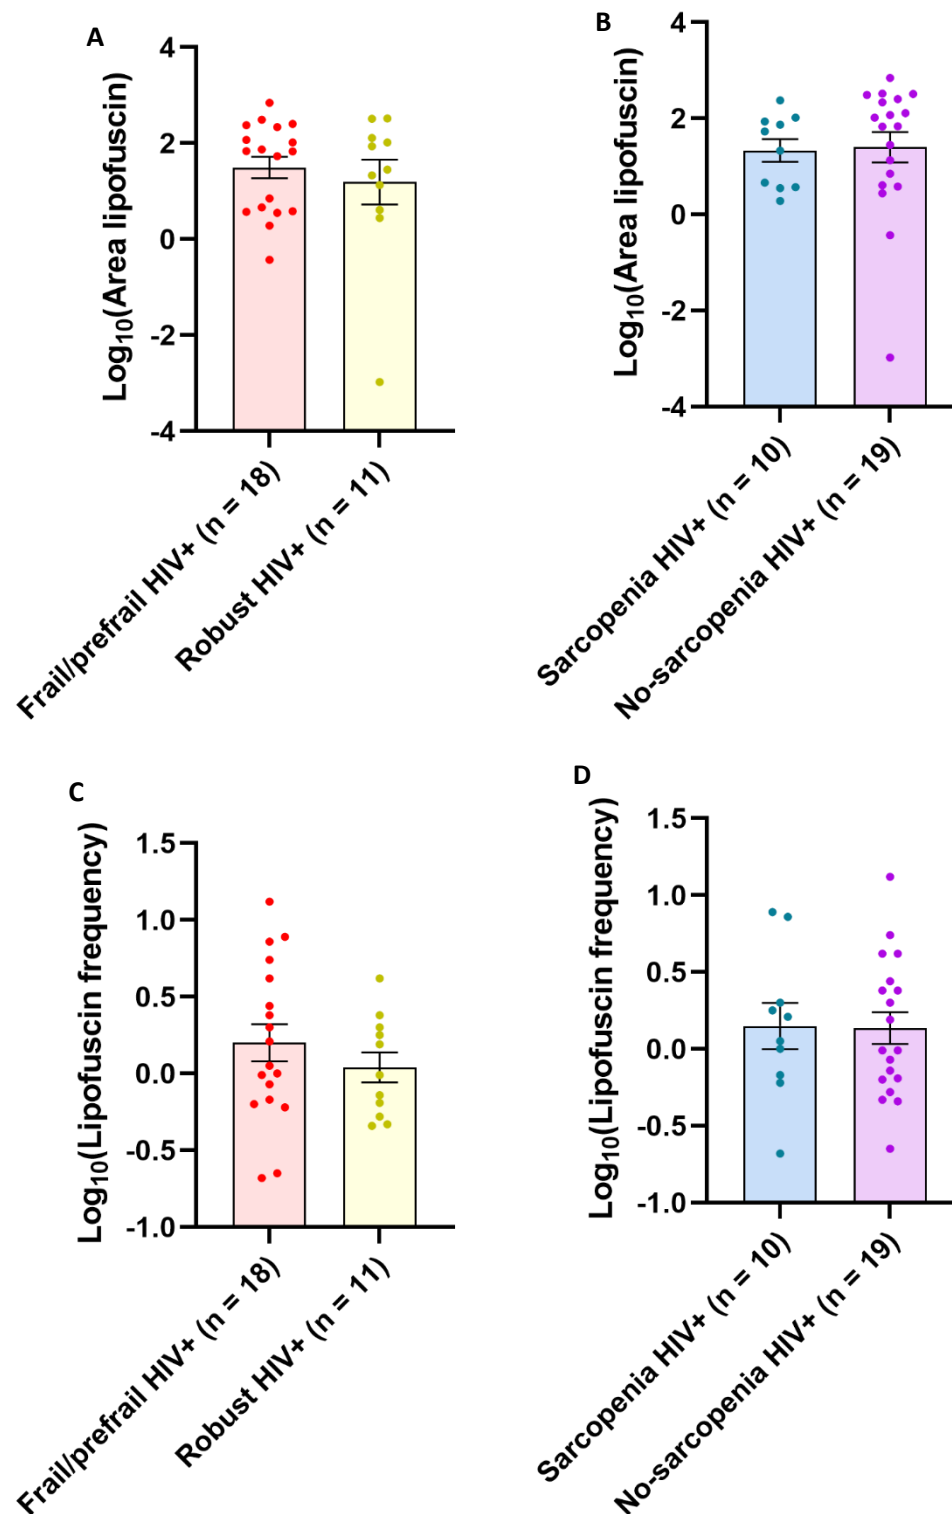 A
Log10(Area lipofuscin)
4
2
0
-2
-4
Frail/prefrail HIV+ (n = 18)
Robust HIV+ (n = 11)
B
Log10(Area lipofuscin)
4
2
0
-2
-4
Sarcopenia HIV+ (n = 10)
No-sarcopenia HIV+ (n = 19)
C
Log10(Lipofuscin frequency)
1.5
1.0
0.5
0.0
-0.5
-1.0
Frail/prefrail HIV+ (n = 18)
Robust HIV+ (n = 11)
D
Log10(Lipofuscin frequency)
1.5
1.0
0.5
0.0
-0.5
-1.0
Sarcopenia HIV+ (n = 10)
No-sarcopenia HIV+ (n = 19)